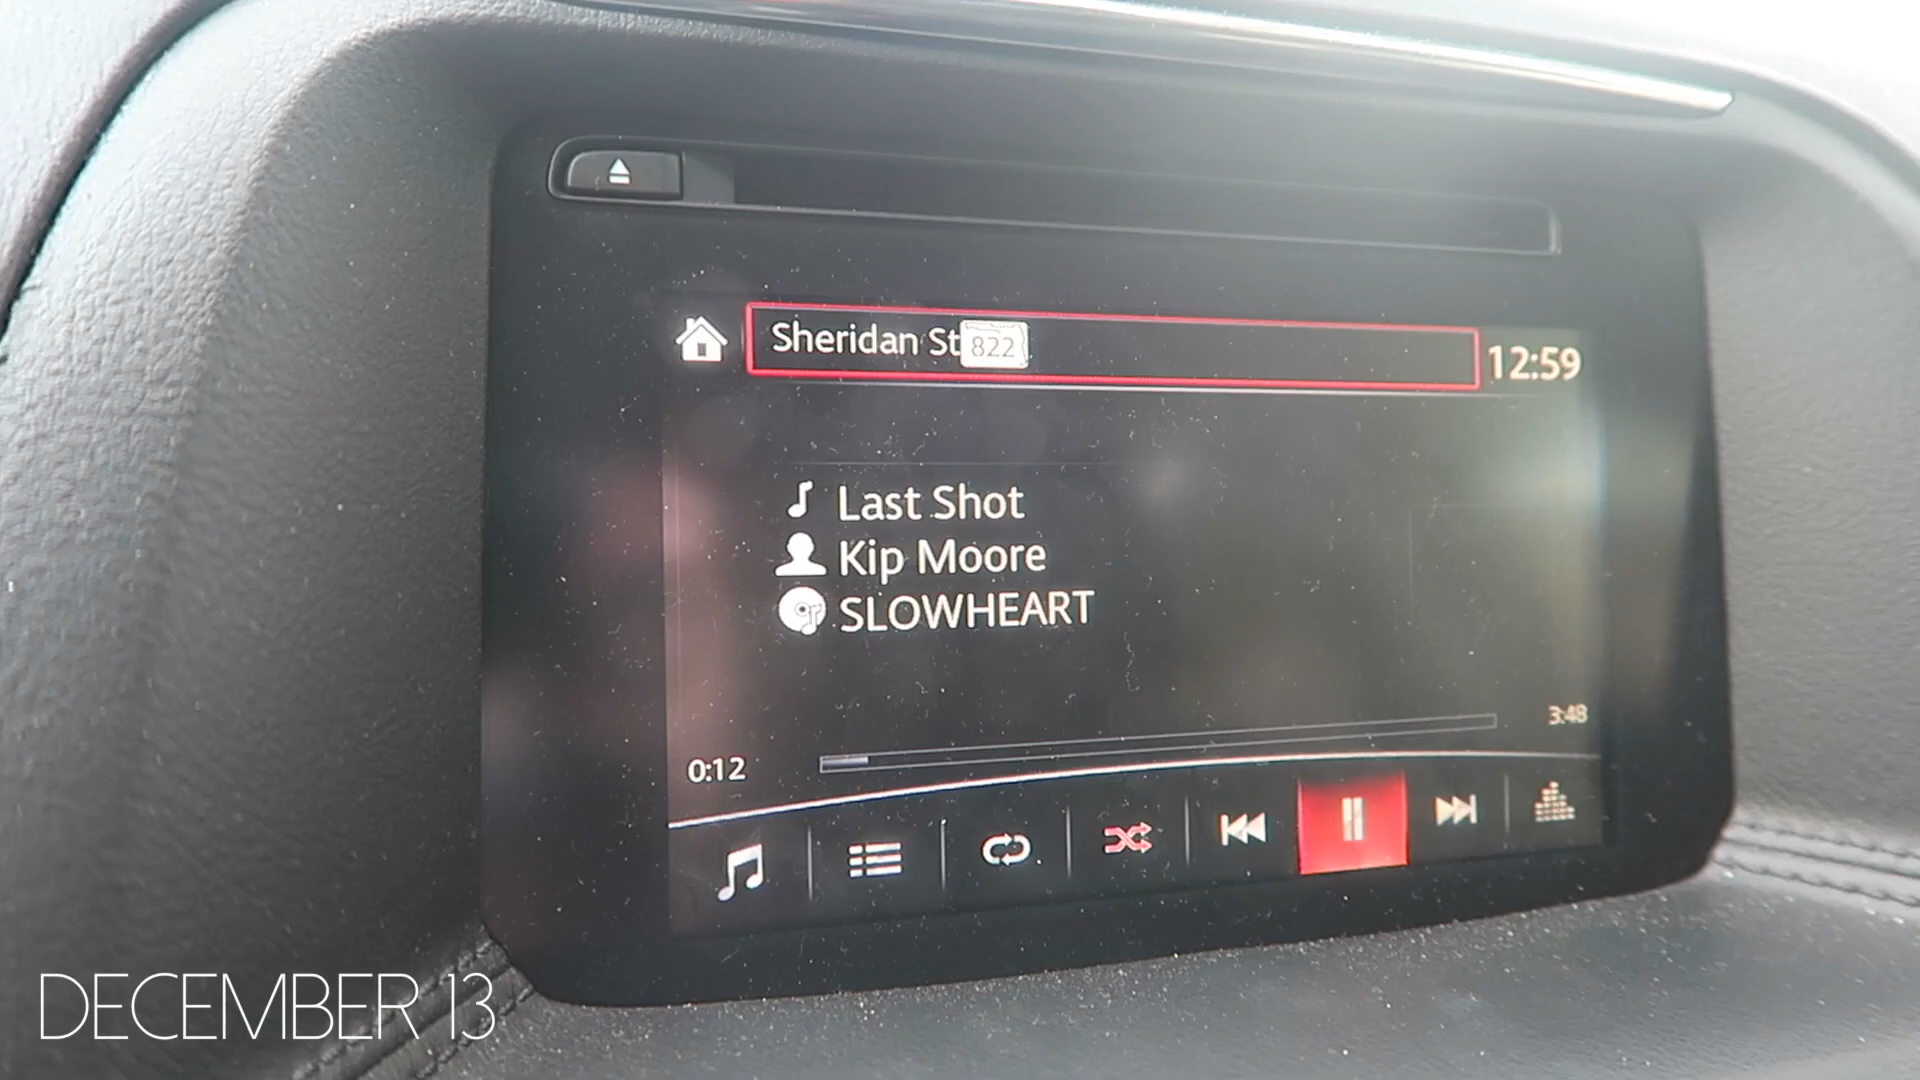 Sheridan St 822
12:59
Last Shot
Kip Moore
SLOWHEART
3:48
0:12
DECEMBER 13